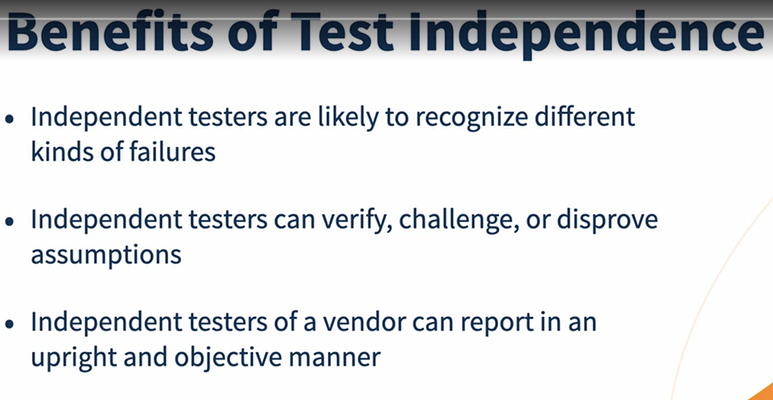 Benefits of Test Independence
• Independent testers are likely to recognize different
kinds of failures
• Independent testers can verify, challenge, or disprove
assumptions
• Independent testers of a vendor can report in an
upright and objective manner